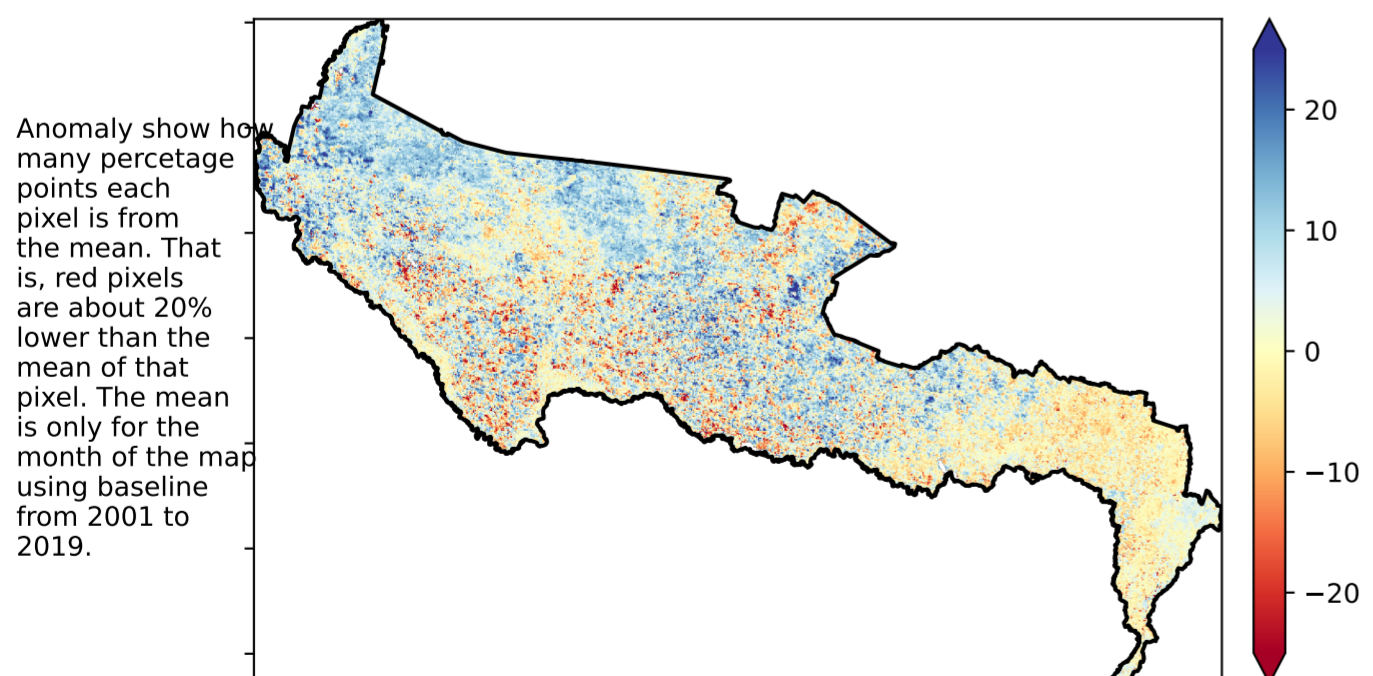 Anomaly show how
many percetage
points each
pixel is from
the mean. That
is, red pixels
are about 20%
lower than the
mean of that
pixel. The mean
is only for the
month of the map
using baseline
from 2001 to
2019.
20
10
0
−10
−20